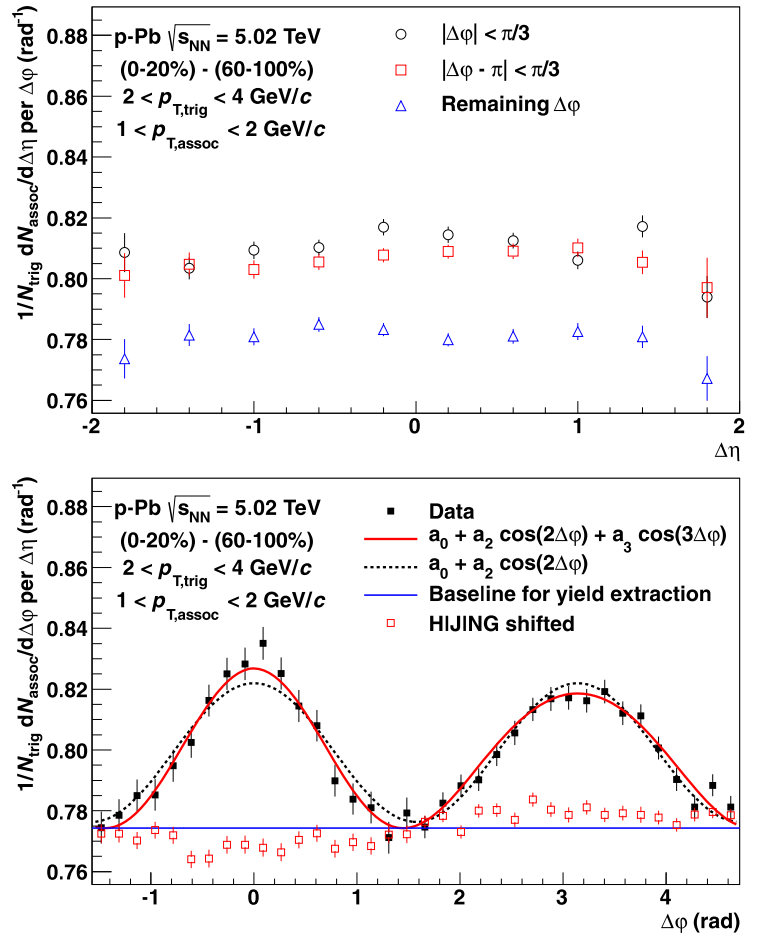 p-Pb √sNN = 5.02 TeV
(0-20%) - (60-100%)
2 < pT,trig < 4 GeV/c
1 < pT,assoc < 2 GeV/c
|Δφ| < π/3
|Δφ - π| < π/3
Remaining Δφ
1/Ntrig dNassoc/dΔη per Δφ (rad⁻¹)
0.88
0.86
0.84
0.82
0.80
0.78
0.76
-2 -1 0 1 2
Δη
p-Pb √sNN = 5.02 TeV
(0-20%) - (60-100%)
2 < pT,trig < 4 GeV/c
1 < pT,assoc < 2 GeV/c
Data
a0 + a2 cos(2Δφ) + a3 cos(3Δφ)
a0 + a2 cos(2Δφ)
Baseline for yield extraction
HIJING shifted
1/Ntrig dNassoc/dΔφ per Δη (rad⁻¹)
0.88
0.86
0.84
0.82
0.80
0.78
0.76
-1 0 1 2 3 4
Δφ (rad)